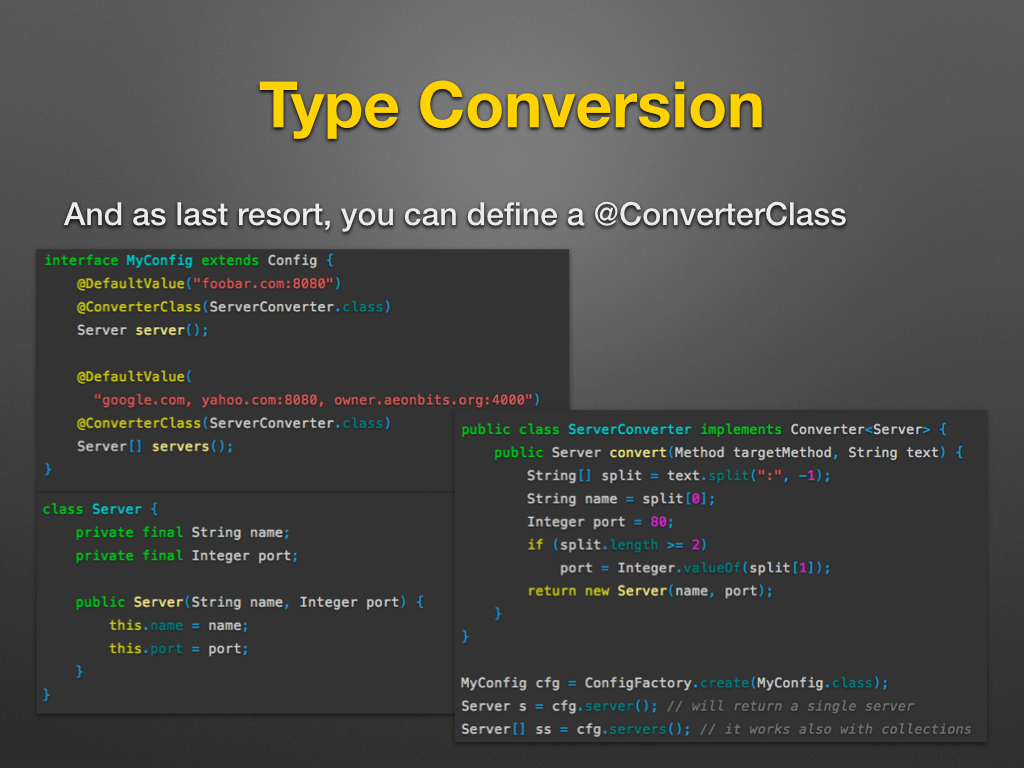 Type Conversion
And as last resort, you can define a @ConverterClass
interface MyConfig extends Config {
    @DefaultValue("foobar.com:8080")
    @ConverterClass(ServerConverter.class)
    Server server();

    @DefaultValue(
      "google.com, yahoo.com:8080, owner.aeonbits.org:4000")
    @ConverterClass(ServerConverter.class)
    Server[] servers();
}
class Server {
    private final String name;
    private final Integer port;

    public Server(String name, Integer port) {
        this.name = name;
        this.port = port;
    }
}
public class ServerConverter implements Converter<Server> {
    public Server convert(Method targetMethod, String text) {
        String[] split = text.split(":", -1);
        String name = split[0];
        Integer port = 80;
        if (split.length >= 2)
            port = Integer.valueOf(split[1]);
        return new Server(name, port);
    }
}

MyConfig cfg = ConfigFactory.create(MyConfig.class);
Server s = cfg.server(); // will return a single server
Server[] ss = cfg.servers(); // it works also with collections